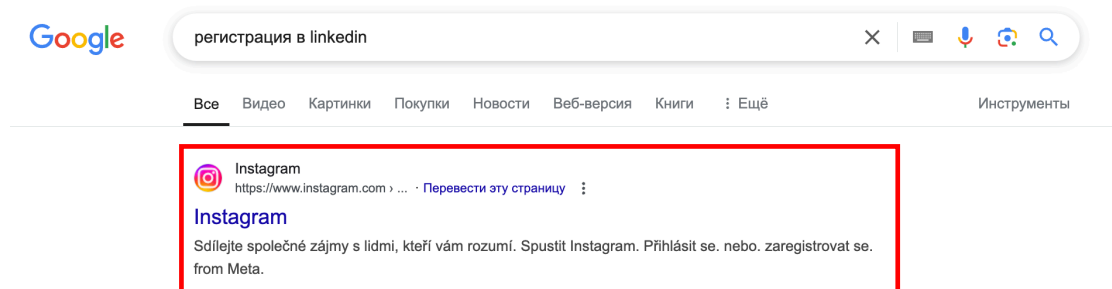 Google
регистрация в linkedin
Все Видео Картинки Покупки Новости Веб-версия Книги Ещё Инструменты
Instagram
https://www.instagram.com › ... · Перевести эту страницу
Instagram
Sdílejte společné zájmy s lidmi, kteří vám rozumí. Spustit Instagram. Přihlásit se. nebo. zaregistrovat se.
from Meta.